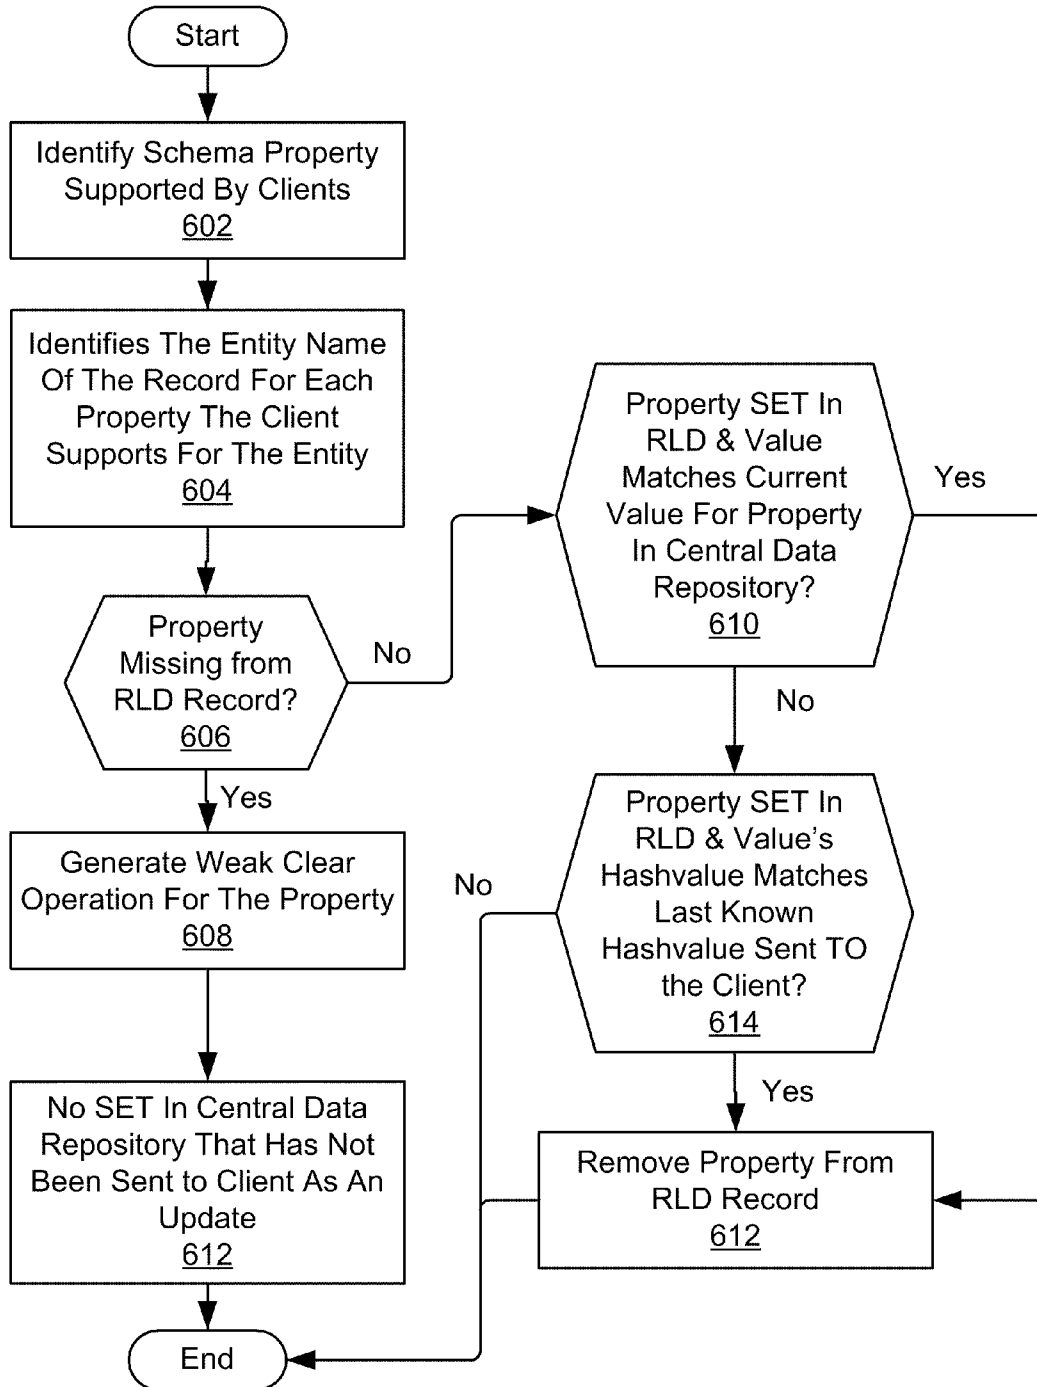 Start
Identify Schema Property
Supported By Clients
602
Identifies The Entity Name
Of The Record For Each
Property The Client
Supports For The Entity
604
Property
Missing from
RLD Record?
606
No
Yes
Generate Weak Clear
Operation For The Property
608
No SET In Central Data
Repository That Has Not
Been Sent to Client As An
Update
612
End
Property SET In
RLD & Value
Matches Current
Value For Property
In Central Data
Repository?
610
Yes
No
Property SET In
RLD & Value's
Hashvalue Matches
Last Known
Hashvalue Sent TO
the Client?
614
No
Yes
Remove Property From
RLD Record
612